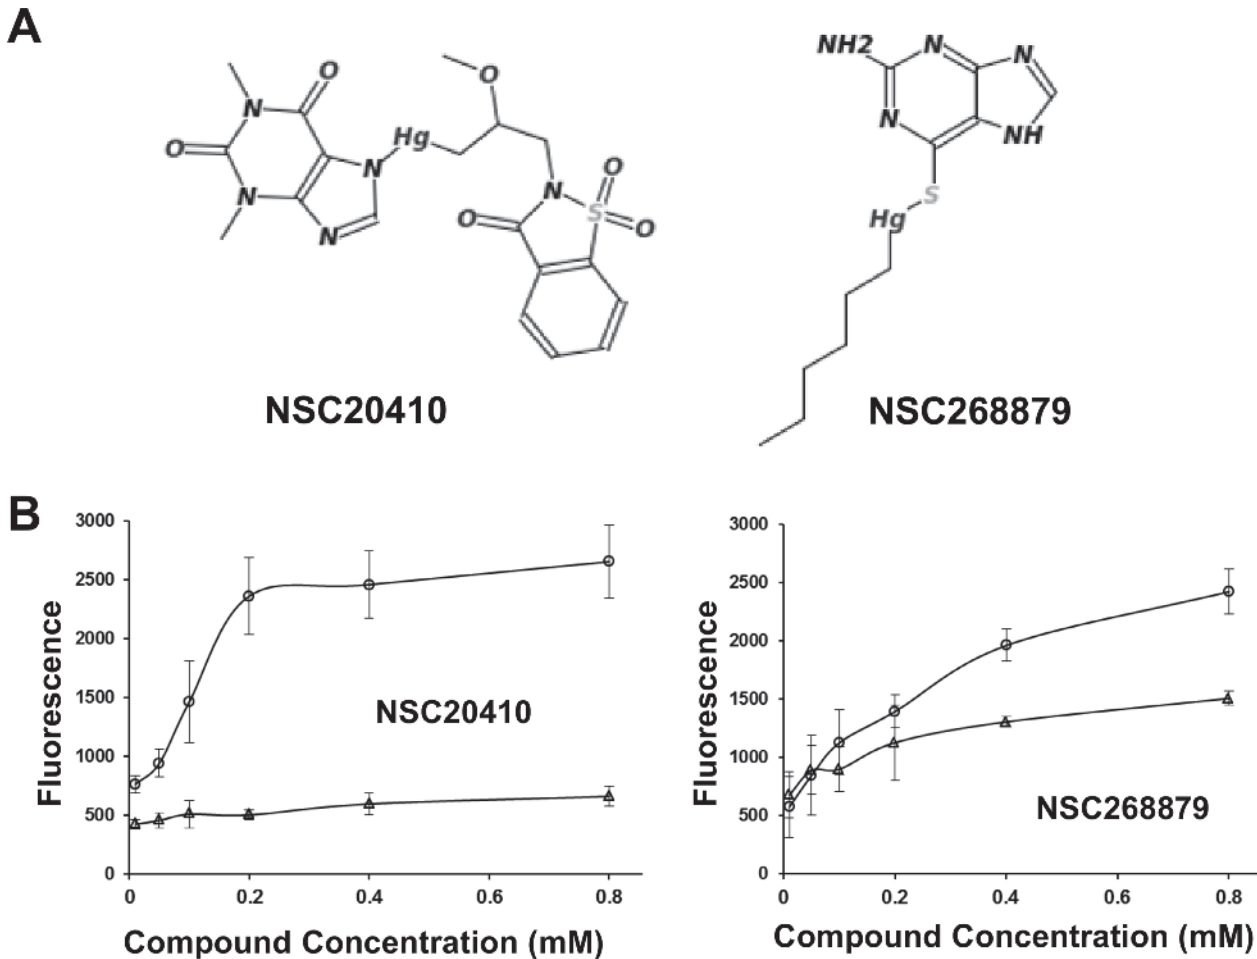 A
O
O
N
Hg
O
N
N
N
O
N
O
S
O
O
NH2
N
N
N
NH
S
Hg
NSC20410
NSC268879
B
3000
2500
2000
1500
1000
500
0
Fluorescence
NSC20410
0
0.2
0.4
0.6
0.8
Compound Concentration (mM)
3000
2500
2000
1500
1000
500
0
Fluorescence
NSC268879
0
0.2
0.4
0.6
0.8
Compound Concentration (mM)